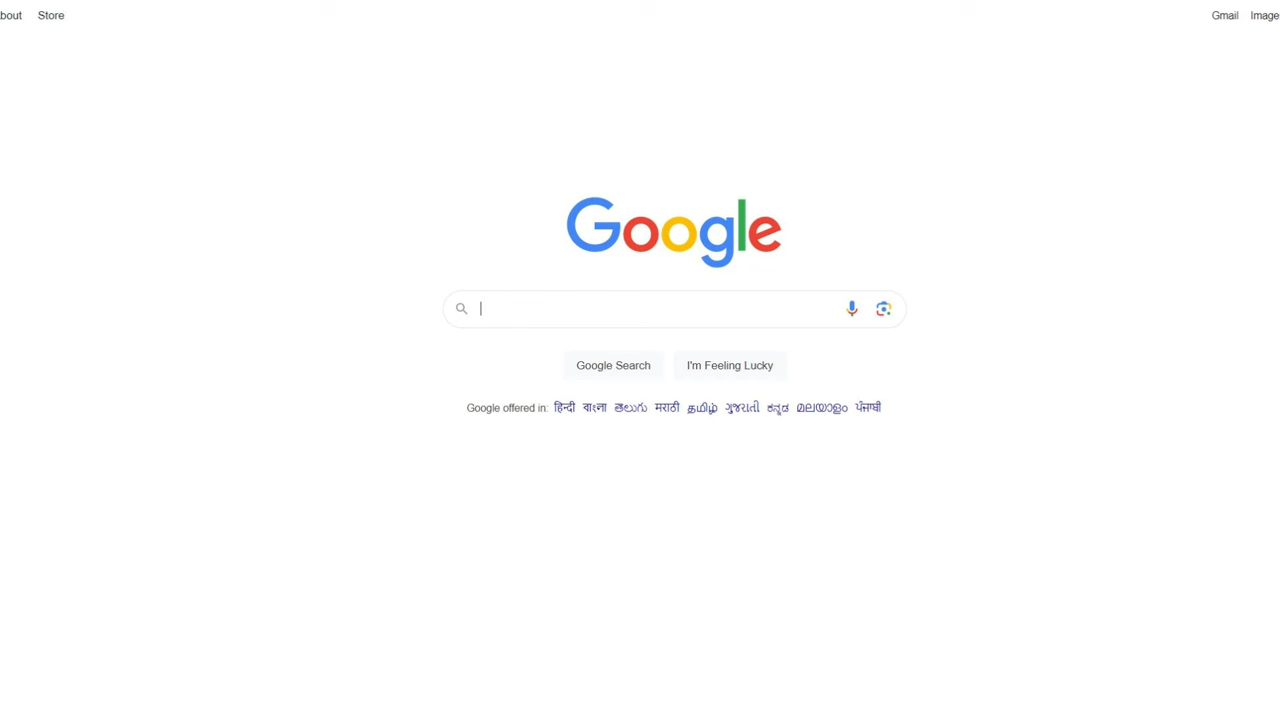 bout Store Gmail Image
Google
Google Search I'm Feeling Lucky
Google offered in: हिन्दी বাংলা తెలుగు मराठी தமிழ் ગુજરાતી ಕನ್ನಡ മലയാളം ਪੰਜਾਬੀ